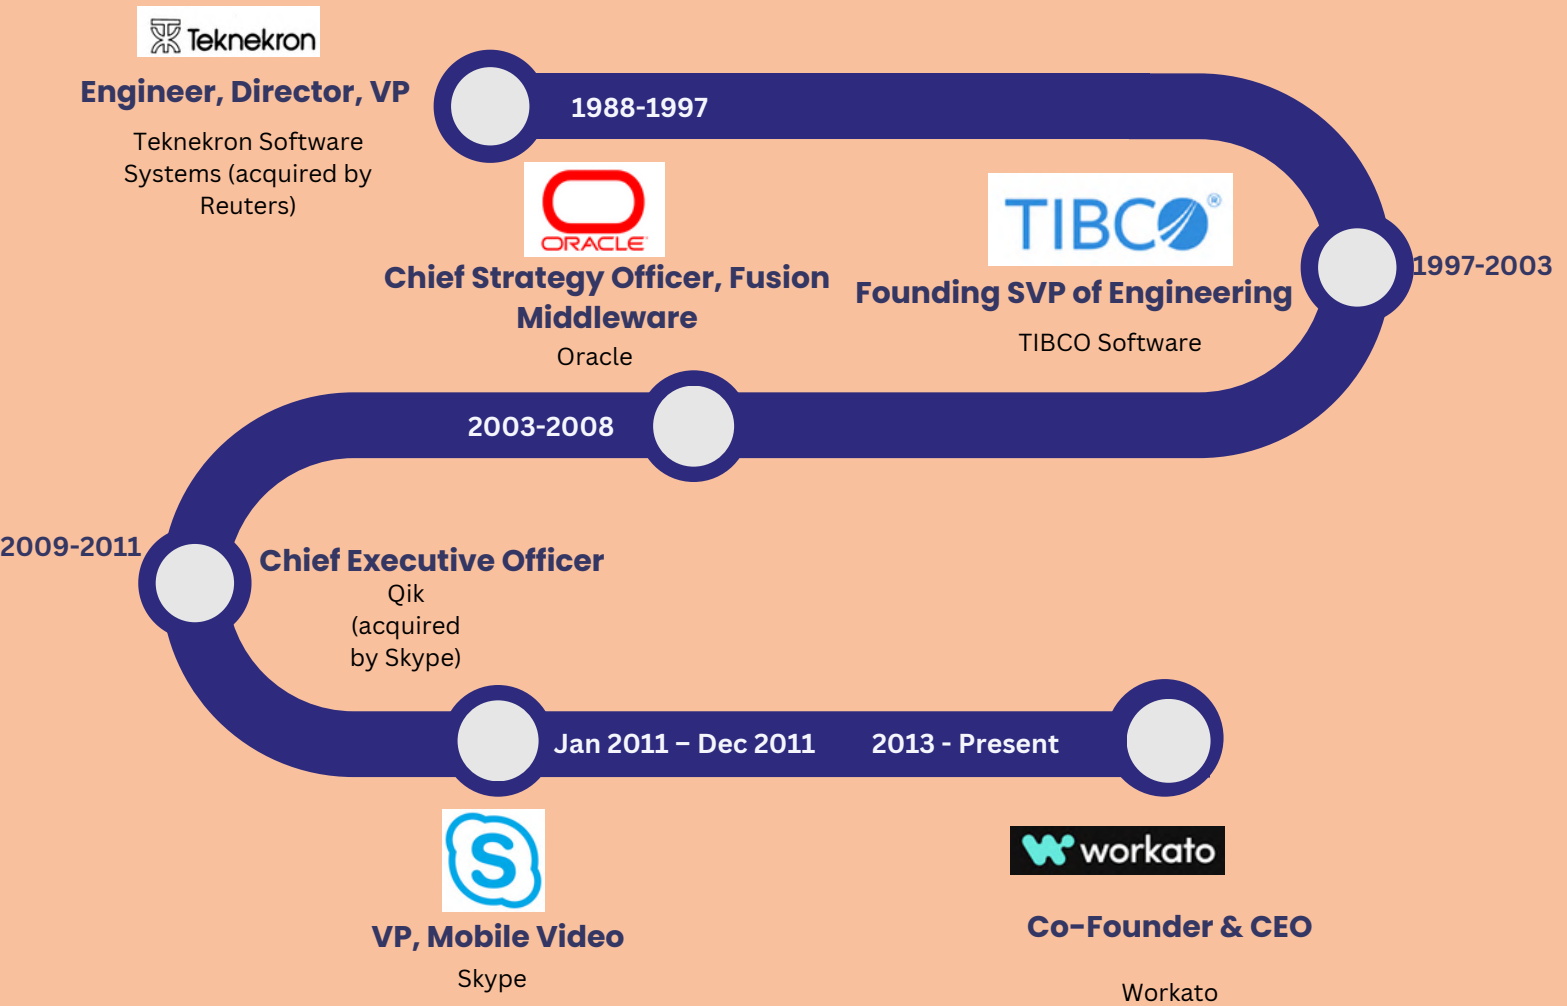 Teknekron
Engineer, Director, VP
Teknekron Software
Systems (acquired by
Reuters)
1988-1997
TIBCO®
Founding SVP of Engineering
TIBCO Software
1997-2003
ORACLE
Chief Strategy Officer, Fusion
Middleware
Oracle
2003-2008
2009-2011
Chief Executive Officer
Qik
(acquired
by Skype)
Jan 2011 – Dec 2011
S
VP, Mobile Video
Skype
2013 - Present
workato
Co-Founder & CEO
Workato